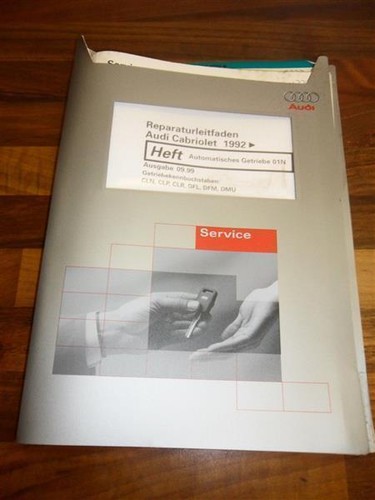 Audi
Reparaturleitfaden
Audi Cabriolet 1992 ►
Heft Automatisches Getriebe 01N
Ausgabe 09.99
Getriebekennbuchstaben:
CLN, CLP, CLR, DFL, DFM, DMU
Service